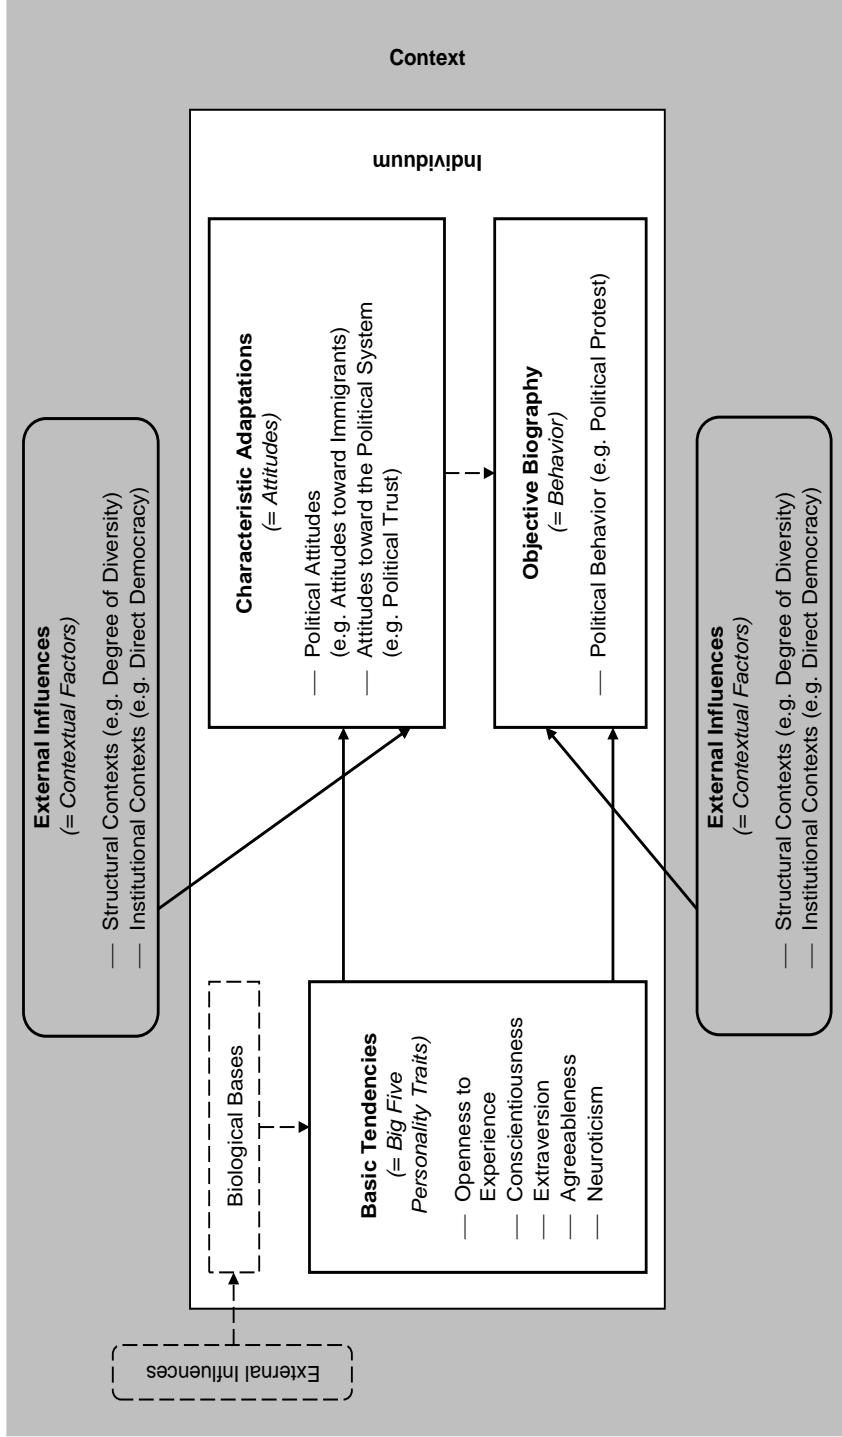 Context
Individuum
External Influences
(= Contextual Factors)
— Structural Contexts (e.g. Degree of Diversity)
— Institutional Contexts (e.g. Direct Democracy)
External Influences
Biological Bases
Basic Tendencies
(= Big Five
Personality Traits)
— Openness to
Experience
— Conscientiousness
— Extraversion
— Agreeableness
— Neuroticism
Characteristic Adaptations
(= Attitudes)
— Political Attitudes
(e.g. Attitudes toward Immigrants)
— Attitudes toward the Political System
(e.g. Political Trust)
Objective Biography
(= Behavior)
— Political Behavior (e.g. Political Protest)
External Influences
(= Contextual Factors)
— Structural Contexts (e.g. Degree of Diversity)
— Institutional Contexts (e.g. Direct Democracy)